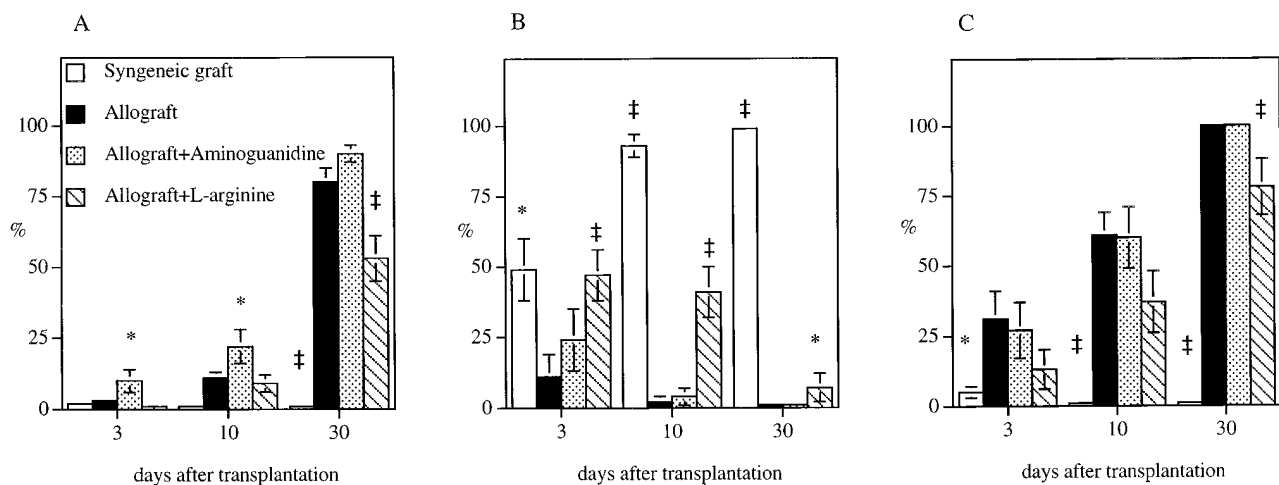 A
B
C
Syngeneic graft
Allograft
Allograft+Aminoguanidine
Allograft+L-arginine
%
100
75
50
25
0
* * ‡ ‡
3 10 30
days after transplantation
%
100
75
50
25
0
* ‡ ‡ ‡ ‡ *
3 10 30
days after transplantation
%
100
75
50
25
0
* ‡ ‡ ‡
3 10 30
days after transplantation